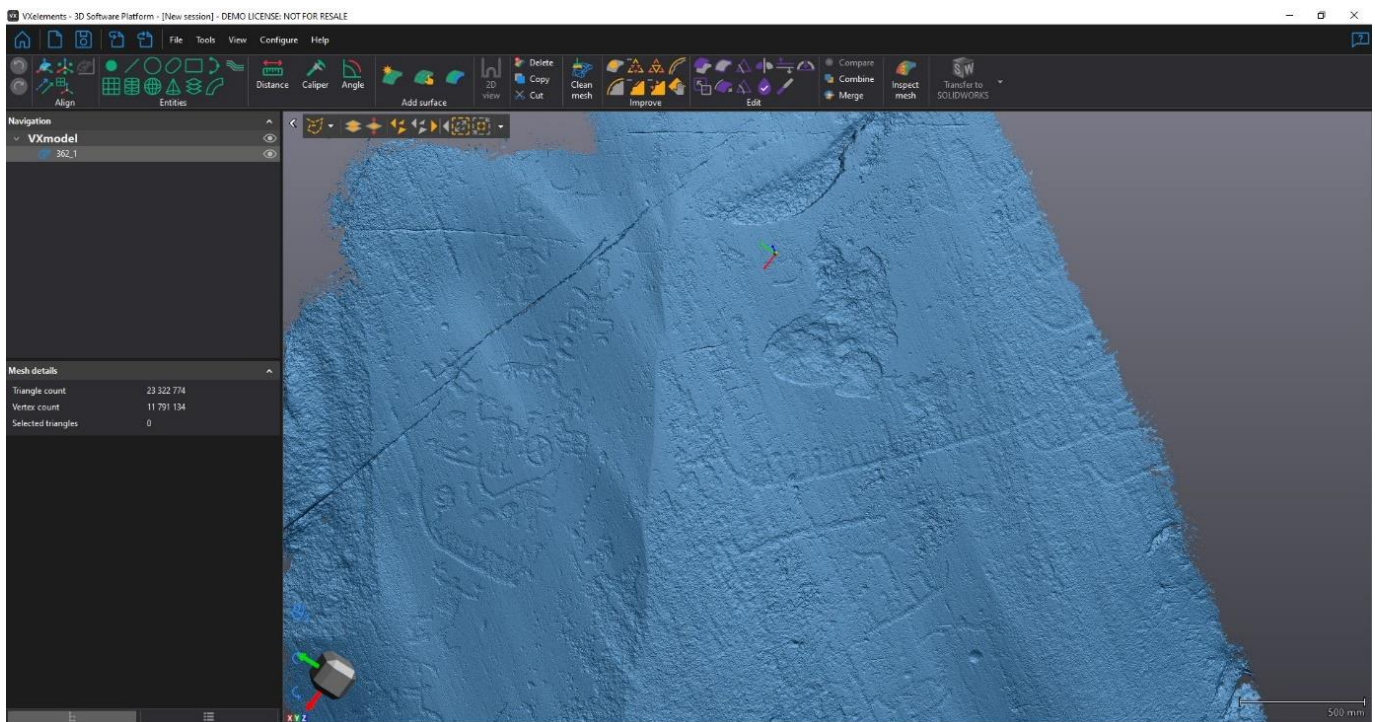 VXelements - 3D Software Platform - [New session] - DEMO LICENSE: NOT FOR RESALE
File Tools View Configure Help
Align
Entities
Distance
Caliper
Angle
Add surface
2D view
Delete
Copy
Cut
Clean mesh
Improve
Edit
Compare
Combine
Merge
Inspect mesh
Transfer to SOLIDWORKS
Navigation
VXmodel
362_1
Mesh details
Triangle count 23 322 774
Vertex count 11 791 134
Selected triangles 0
X Y Z
500 mm